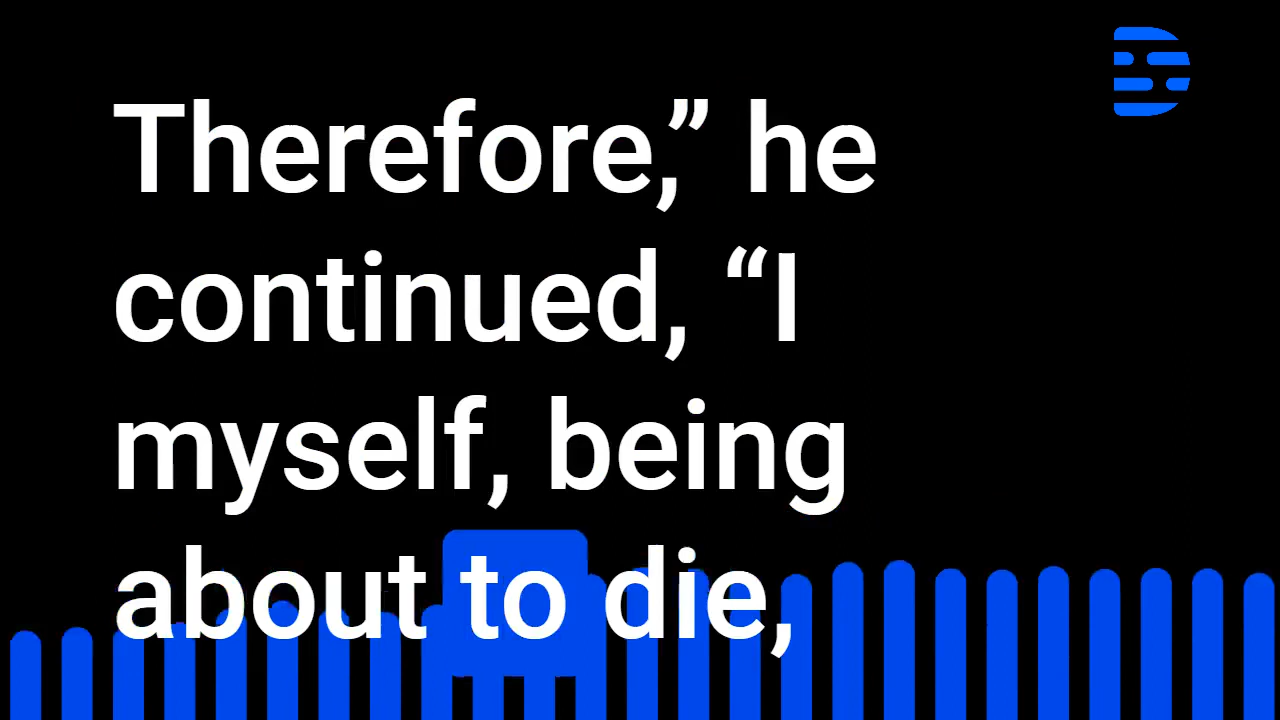 Therefore,” he
continued, “I
myself, being
about to die,